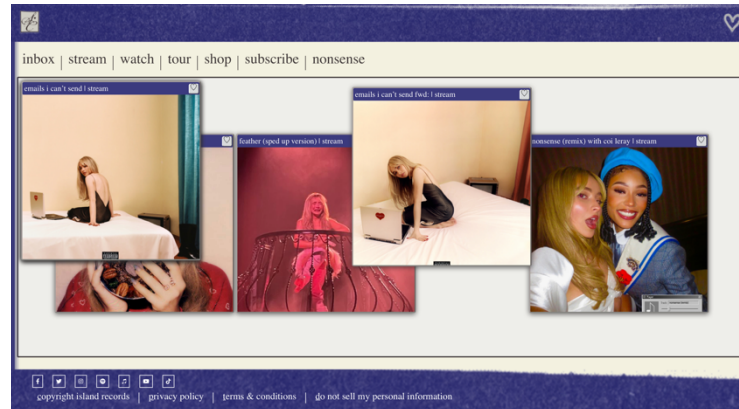 inbox | stream | watch | tour | shop | subscribe | nonsense
emails i can't send | stream
emails i can't send fwd: | stream
feather (sped up version) | stream
nonsense (remix) with coi leray | stream
copyright island records | privacy policy | terms & conditions | do not sell my personal information